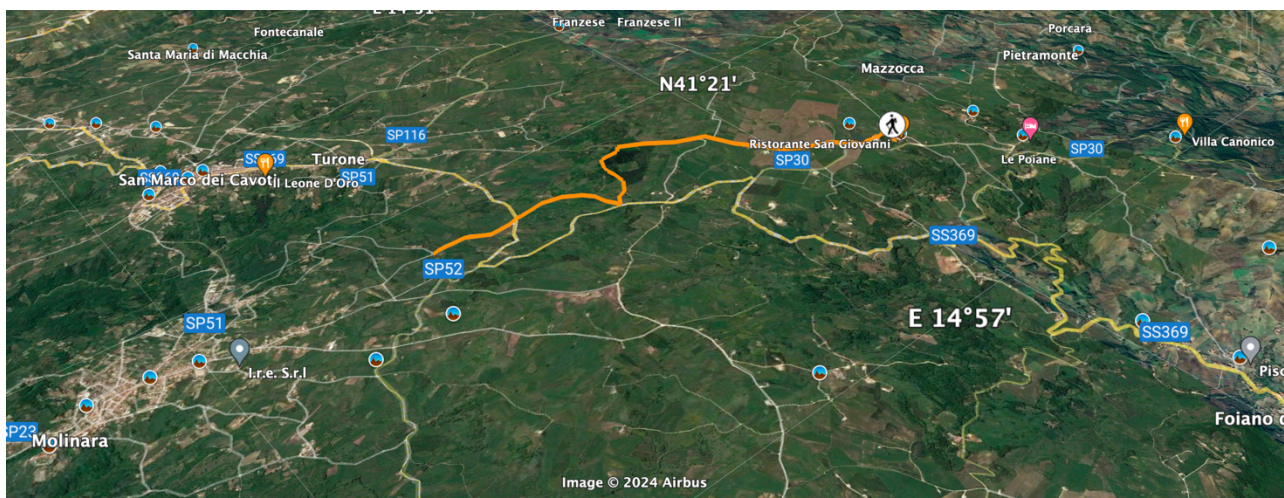 Franzese Franzese II
Fontecanale
Porcara
Santa Maria di Macchia
Pietramonte
Mazzocca
N41°21'
SP116
Ristorante San Giovanni
Villa Canonico
SP30
Turone
SP30
Le Poiane
San Marco dei Cavoti
Il Leone D'Oro
SP51
SS369
SP52
E 14°57'
SP51
SS369
I.r.e. S.r.l
Foiano
SP23
Molinara
Image © 2024 Airbus